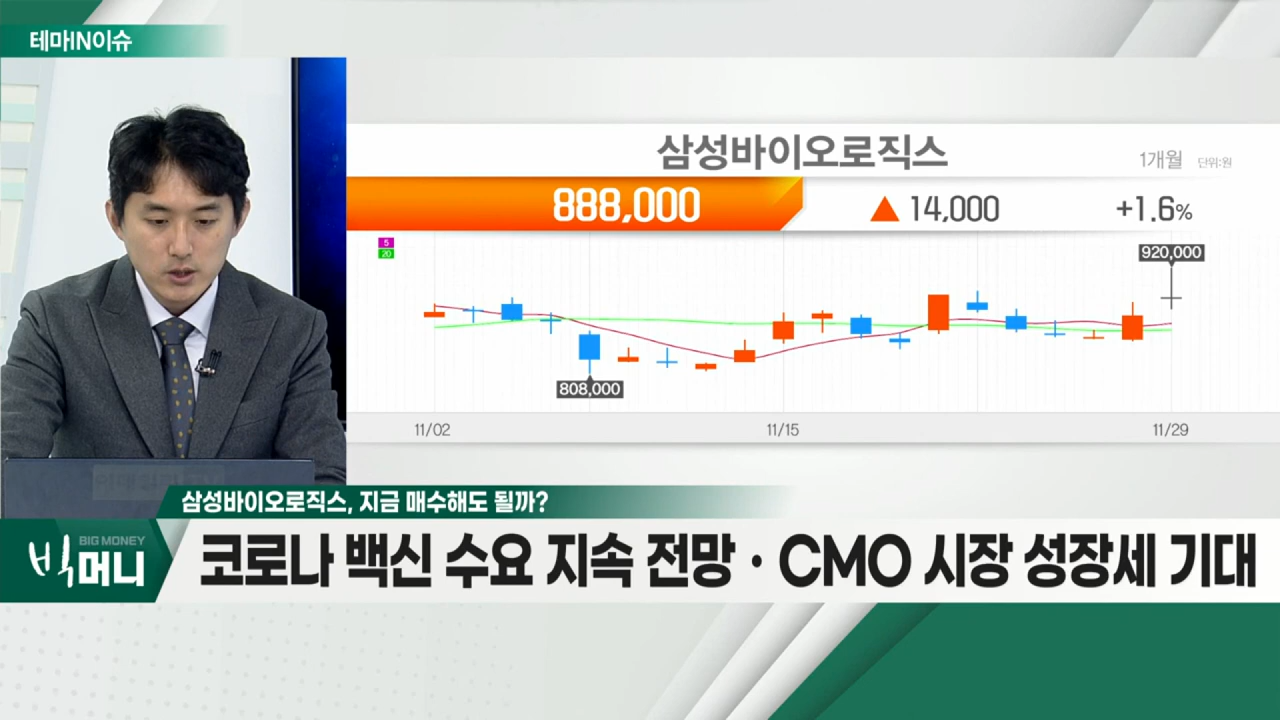 테마IN이슈
삼성바이오로직스
1개월 단위:원
888,000 ▲ 14,000 +1.6%
5
20
920,000
808,000
11/02 11/15 11/29
삼성바이오로직스, 지금 매수해도 될까?
BIG MONEY
빅머니
코로나 백신 수요 지속 전망·CMO 시장 성장세 기대